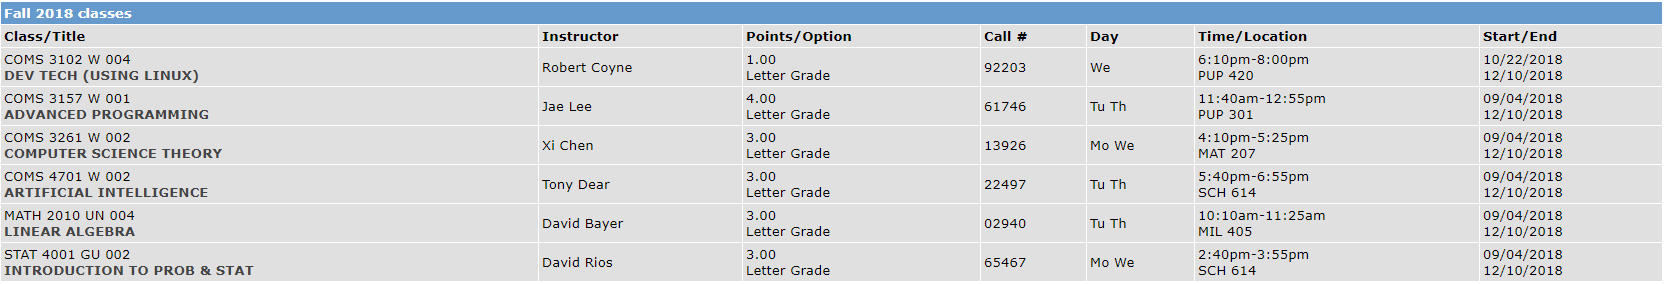 Fall 2018 classes
Class/Title Instructor Points/Option Call # Day Time/Location Start/End
COMS 3102 W 004 1.00 6:10pm-8:00pm 10/22/2018
DEV TECH (USING LINUX) Robert Coyne Letter Grade 92203 We PUP 420 12/10/2018
COMS 3157 W 001 4.00 11:40am-12:55pm 09/04/2018
ADVANCED PROGRAMMING Jae Lee Letter Grade 61746 Tu Th PUP 301 12/10/2018
COMS 3261 W 002 3.00 4:10pm-5:25pm 09/04/2018
COMPUTER SCIENCE THEORY Xi Chen Letter Grade 13926 Mo We MAT 207 12/10/2018
COMS 4701 W 002 3.00 5:40pm-6:55pm 09/04/2018
ARTIFICIAL INTELLIGENCE Tony Dear Letter Grade 22497 Tu Th SCH 614 12/10/2018
MATH 2010 UN 004 3.00 10:10am-11:25am 09/04/2018
LINEAR ALGEBRA David Bayer Letter Grade 02940 Tu Th MIL 405 12/10/2018
STAT 4001 GU 002 3.00 2:40pm-3:55pm 09/04/2018
INTRODUCTION TO PROB & STAT David Rios Letter Grade 65467 Mo We SCH 614 12/10/2018